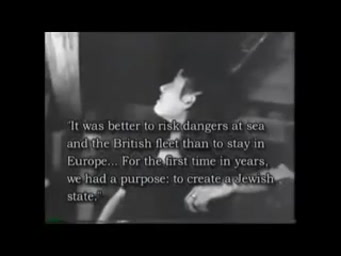 "It was better to risk dangers at sea
and the British fleet than to stay in
Europe... For the first time in years,
we had a purpose: to create a Jewish
state."